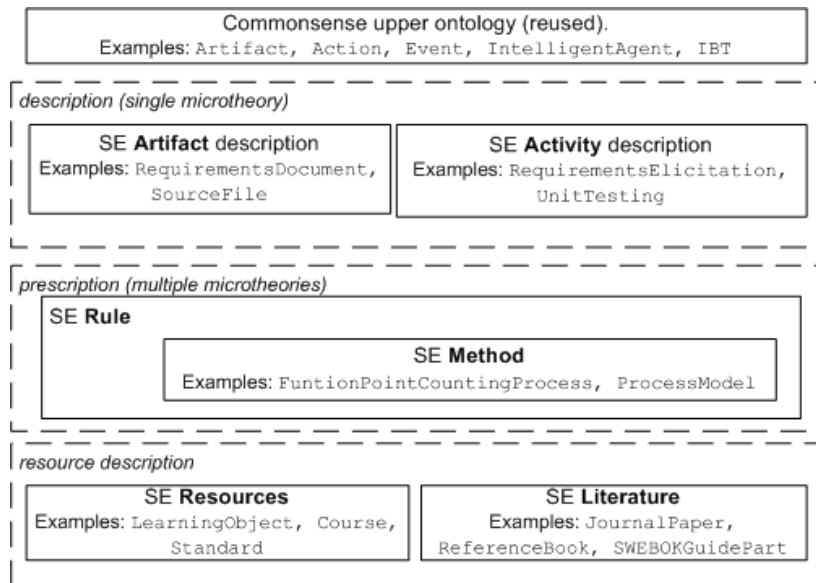 Commonsense upper ontology (reused).
Examples: Artifact, Action, Event, IntelligentAgent, IBT
description (single microtheory)
SE Artifact description
Examples: RequirementsDocument,
SourceFile
SE Activity description
Examples: RequirementsElicitation,
UnitTesting
prescription (multiple microtheories)
SE Rule
SE Method
Examples: FuntionPointCountingProcess, ProcessModel
resource description
SE Resources
Examples: LearningObject, Course,
Standard
SE Literature
Examples: JournalPaper,
ReferenceBook, SWEBOKGuidePart